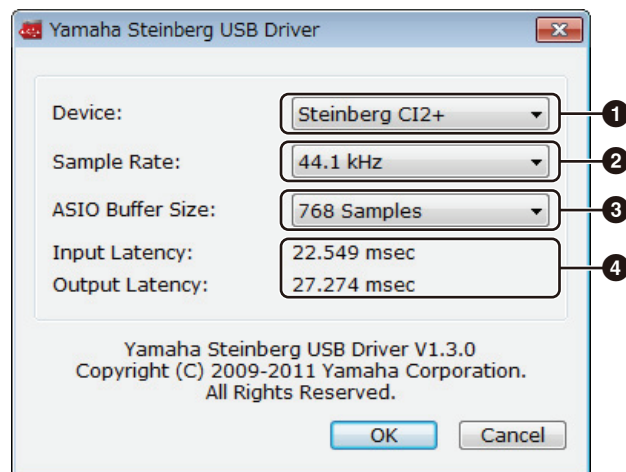 Yamaha Steinberg USB Driver
Device: Steinberg CI2+ 1
Sample Rate: 44.1 kHz 2
ASIO Buffer Size: 768 Samples 3
Input Latency: 22.549 msec
Output Latency: 27.274 msec
4
Yamaha Steinberg USB Driver V1.3.0
Copyright (C) 2009-2011 Yamaha Corporation.
All Rights Reserved.
OK Cancel